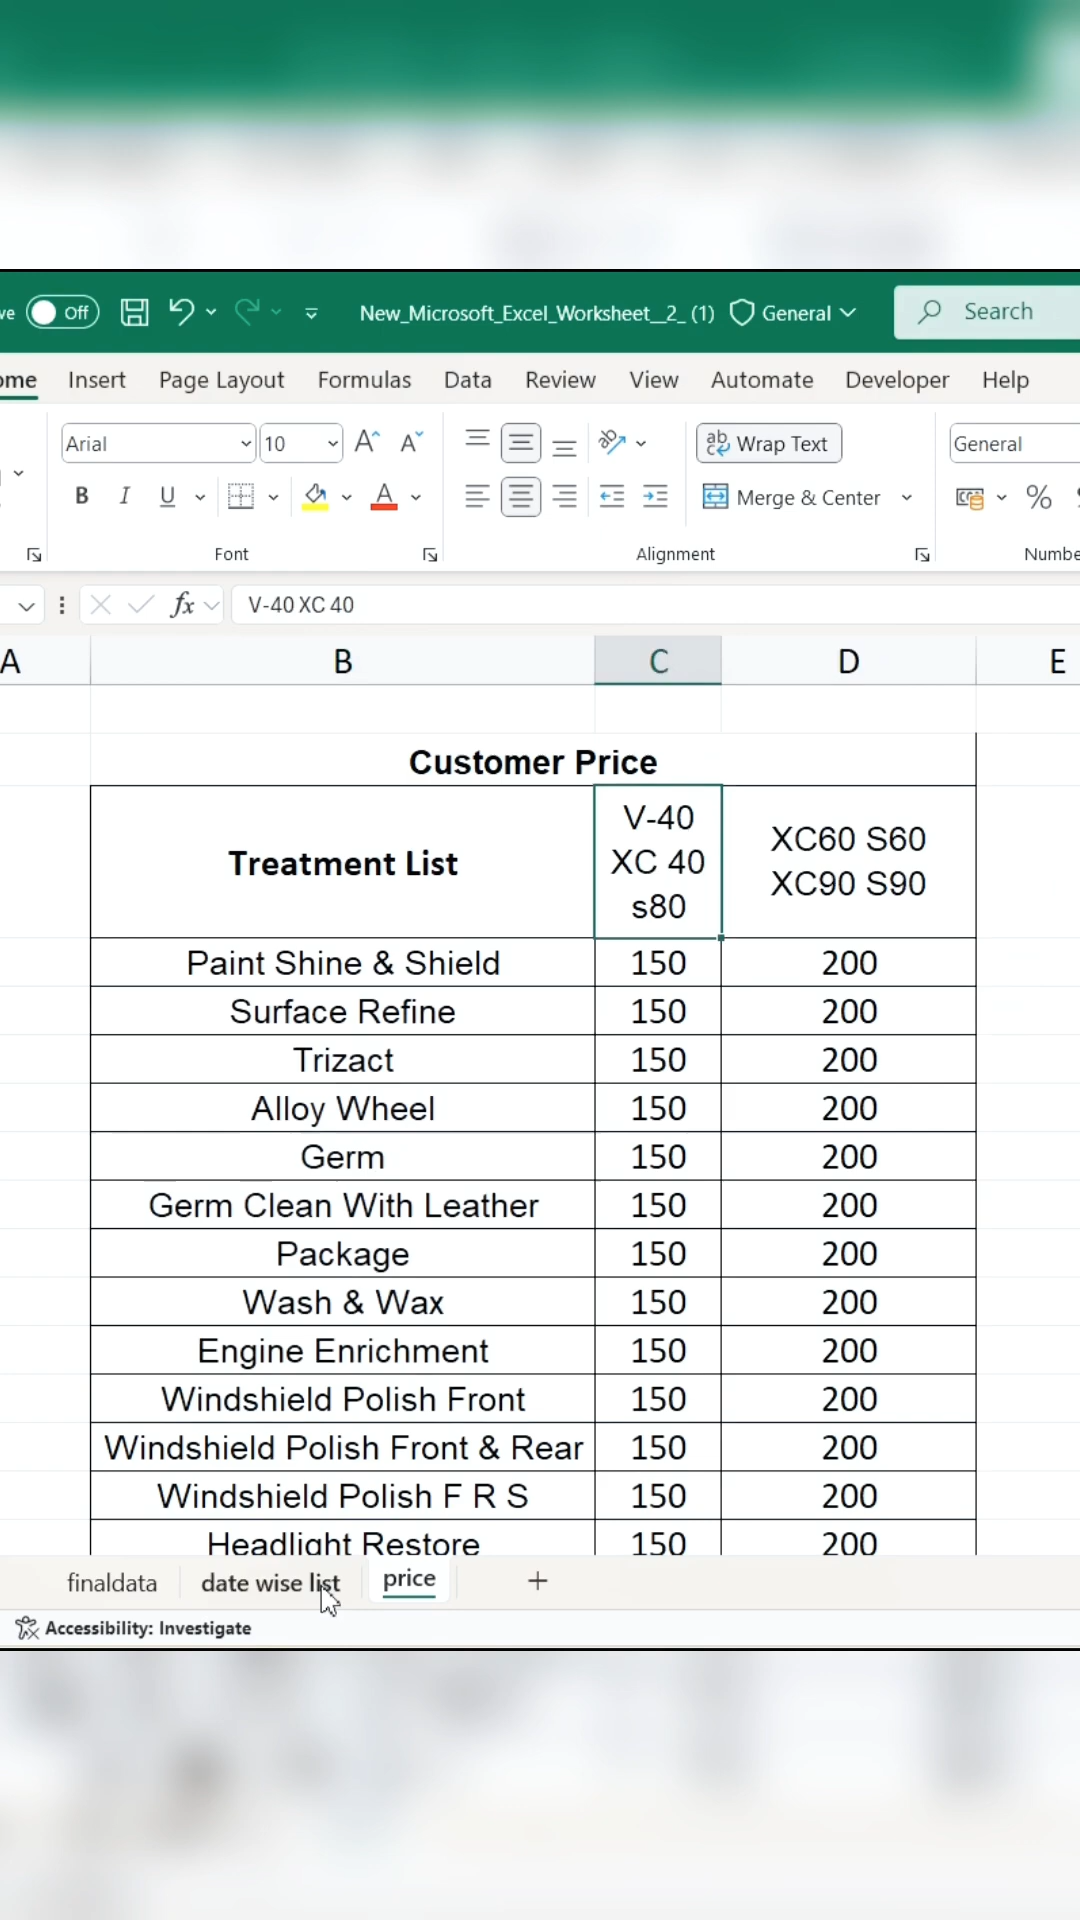 ve Off New_Microsoft_Excel_Worksheet__2_ (1) General Search
ome Insert Page Layout Formulas Data Review View Automate Developer Help
Arial 10 A A ab Wrap Text General
B I U A Merge & Center %
Font Alignment Numbe
fx V-40 XC 40
A B C D E
Customer Price
Treatment List
V-40
XC 40
s80
XC60 S60
XC90 S90
Paint Shine & Shield 150 200
Surface Refine 150 200
Trizact 150 200
Alloy Wheel 150 200
Germ 150 200
Germ Clean With Leather 150 200
Package 150 200
Wash & Wax 150 200
Engine Enrichment 150 200
Windshield Polish Front 150 200
Windshield Polish Front & Rear 150 200
Windshield Polish F R S 150 200
Headlight Restore 150 200
finaldata date wise list price +
Accessibility: Investigate